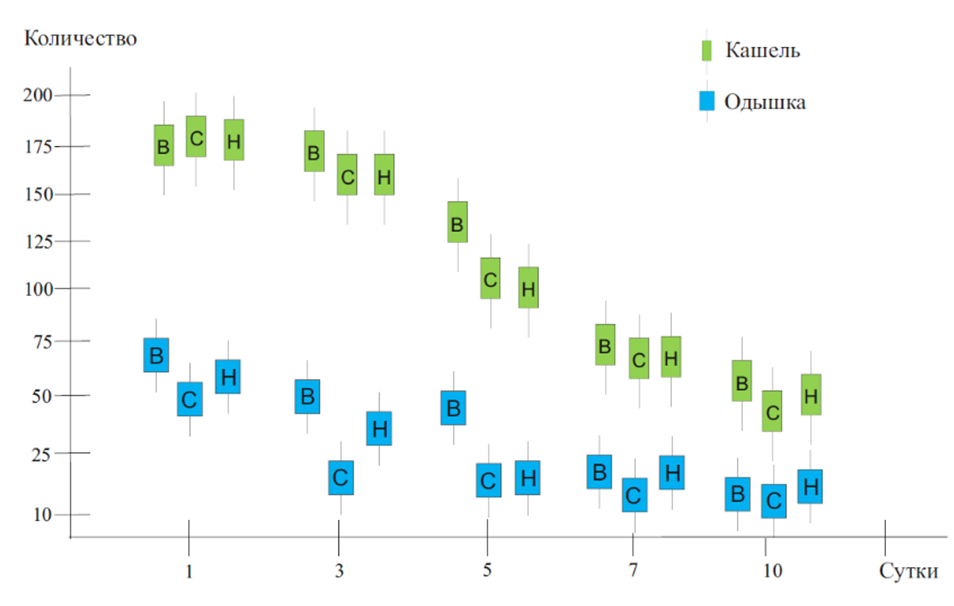 Количество
Кашель
Одышка
200
175
150
125
100
75
50
25
10
В С Н
В С Н
В С Н
В С Н
В С Н
В С Н
В С Н
В С Н
В С Н
В С Н
1 3 5 7 10 Сутки